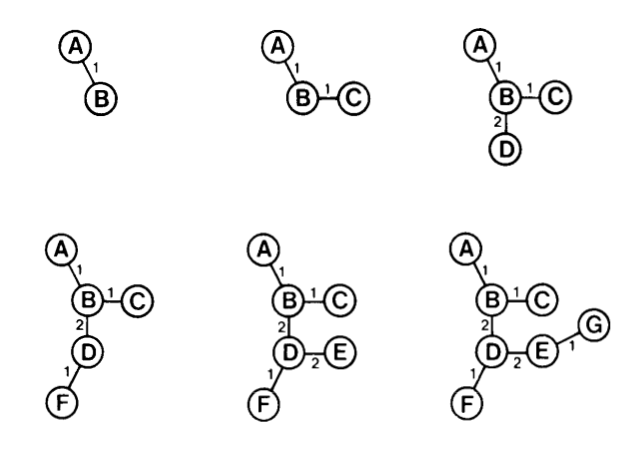 A A A
1 1 1
B B 1 C B 1 C
2
D
A A A
1 1 1
B 1 C B 1 C B 1 C
2 2 2 G
D D 2 E D 2 E 1
1 1 1
F F F